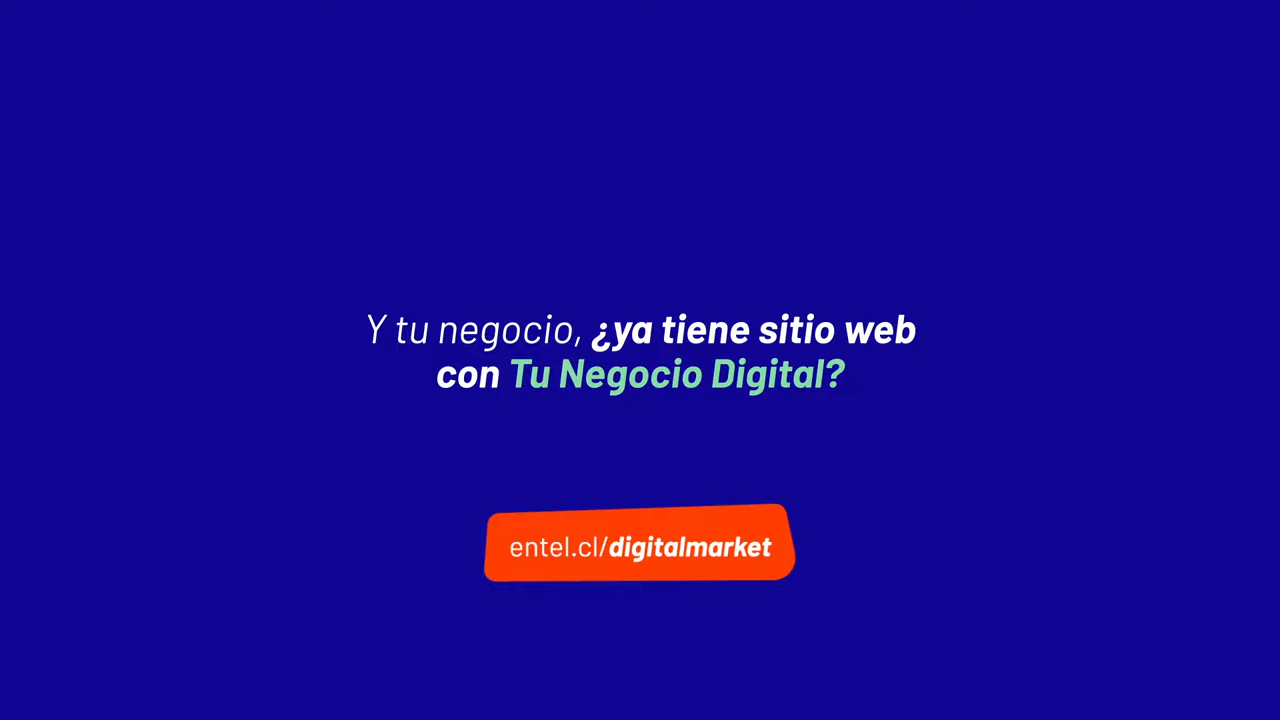 Y tu negocio, ¿ya tiene sitio web
con Tu Negocio Digital?
entel.cl/digitalmarket